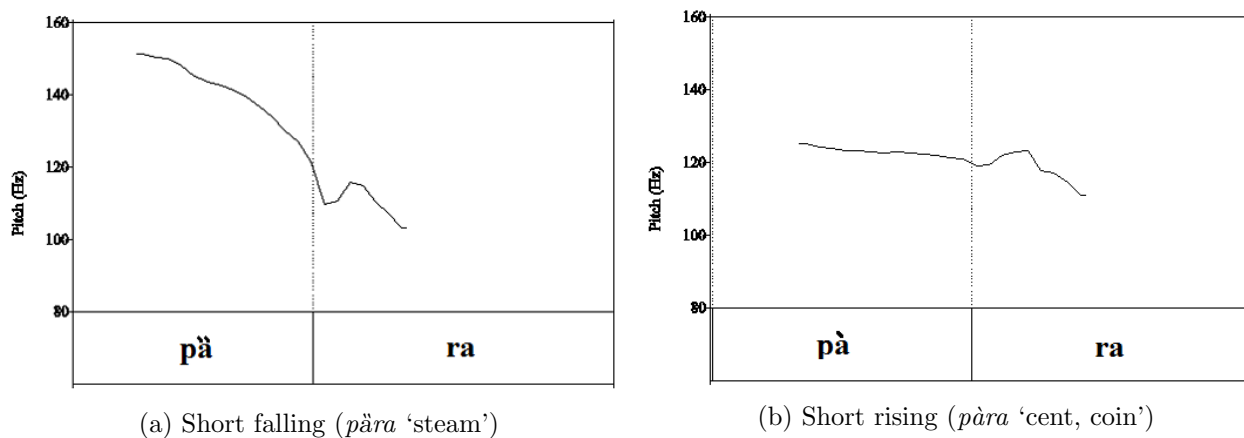 160
140
120
100
80
Pitch (Hz)
pȁ ra
(a) Short falling (pȁra ‘steam’)
160
140
120
100
80
Pitch (Hz)
pà ra
(b) Short rising (pàra ‘cent, coin’)